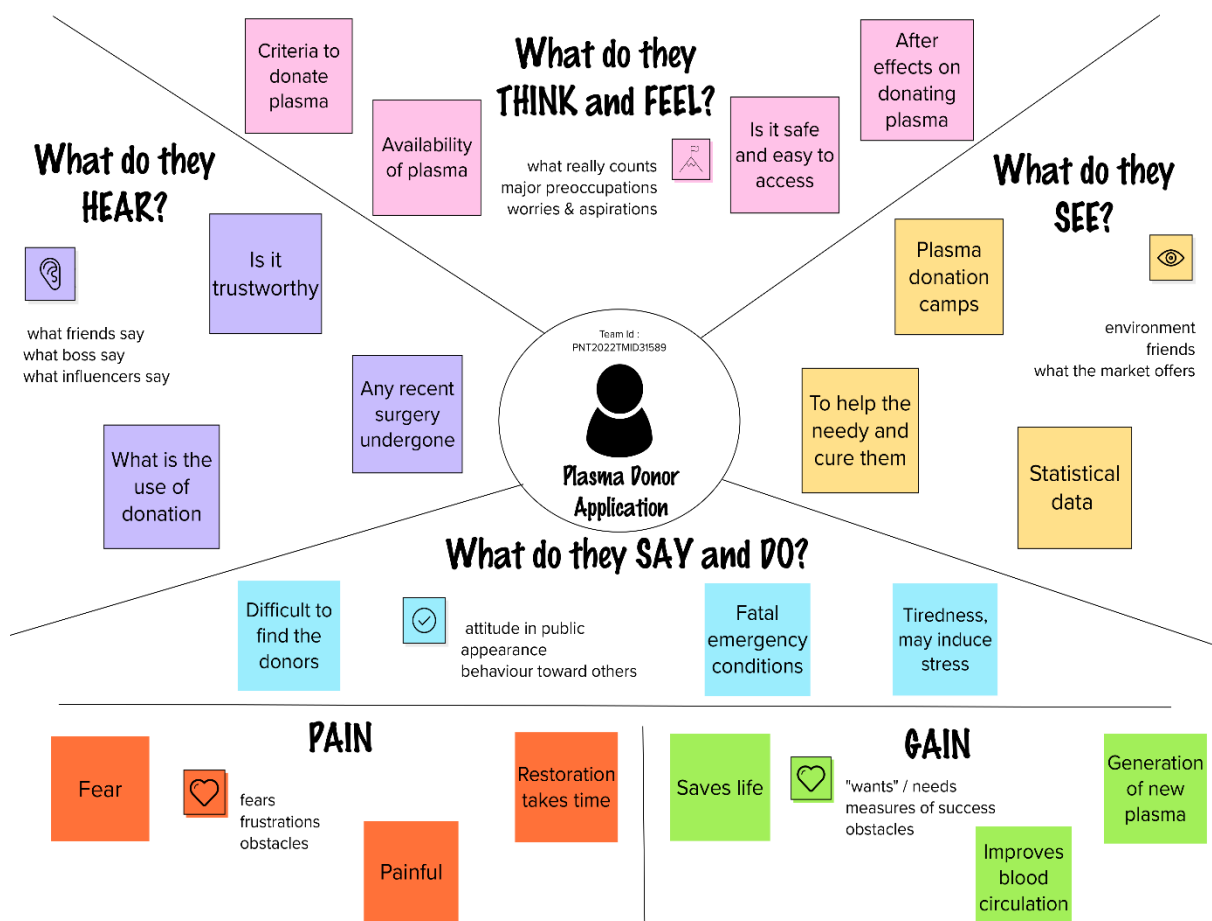 What do they
THINK and FEEL?
Criteria to
donate
plasma
Availability
of plasma
what really counts
major preoccupations
worries & aspirations
Is it safe
and easy to
access
After
effects on
donating
plasma
What do they
HEAR?
Is it
trustworthy
what friends say
what boss say
what influencers say
Any recent
surgery
undergone
What is the
use of
donation
Team Id :
PNT2022TMID31589
Plasma Donor
Application
What do they
SEE?
Plasma
donation
camps
environment
friends
what the market offers
To help the
needy and
cure them
Statistical
data
What do they SAY and DO?
Difficult to
find the
donors
attitude in public
appearance
behaviour toward others
Fatal
emergency
conditions
Tiredness,
may induce
stress
PAIN
Fear
fears
frustrations
obstacles
Painful
Restoration
takes time
GAIN
Saves life
"wants" / needs
measures of success
obstacles
Improves
blood
circulation
Generation
of new
plasma